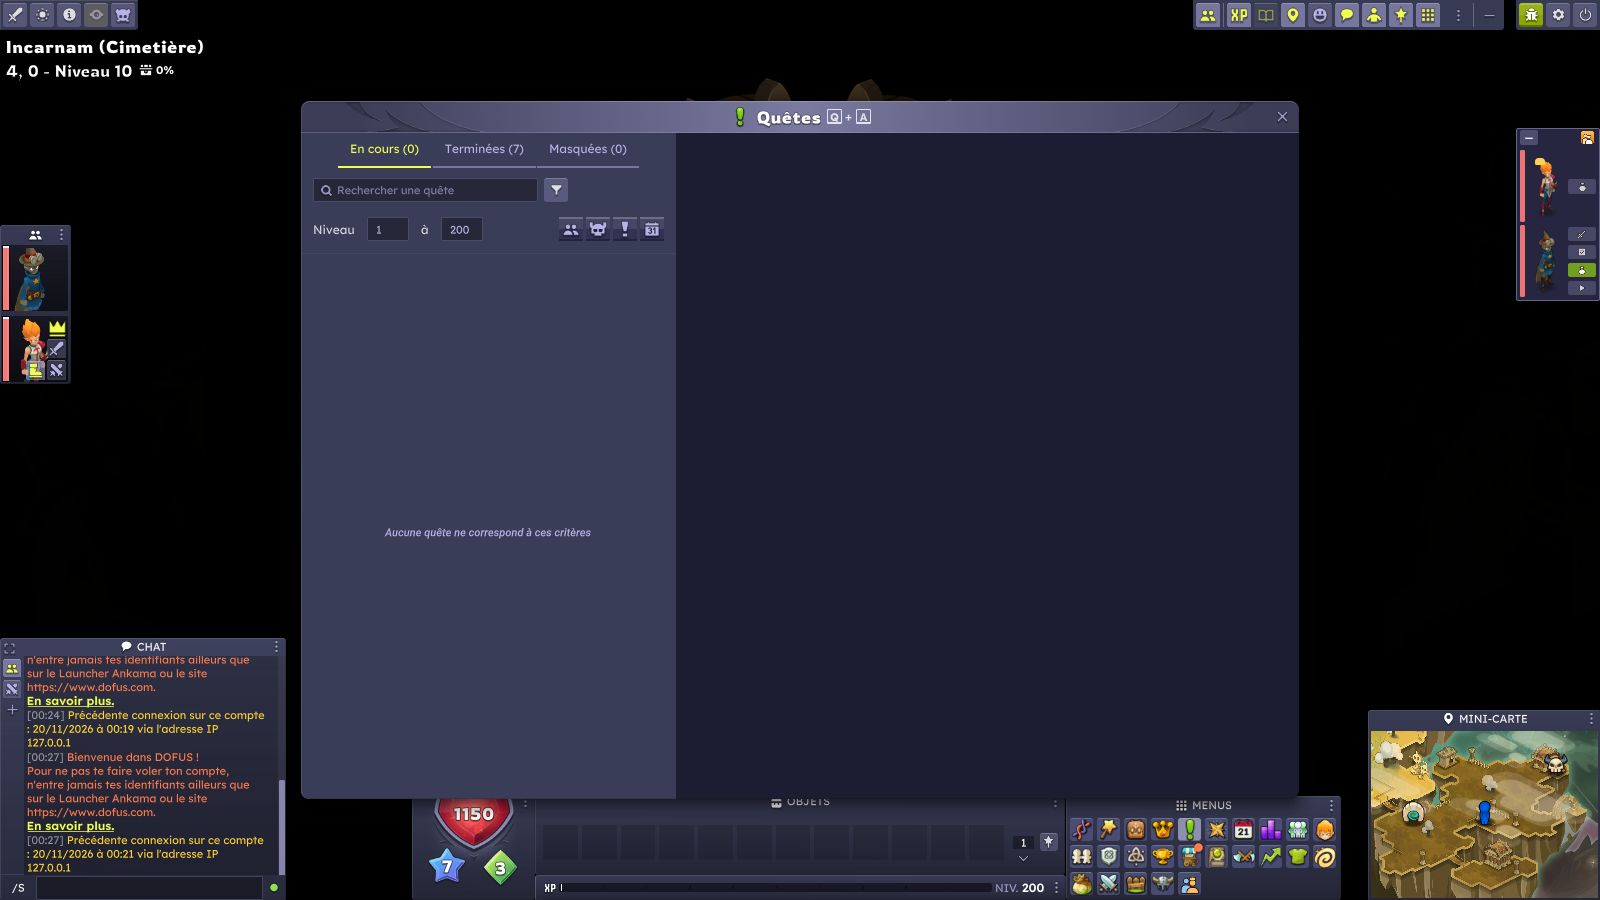 XP
Incarnam (Cimetière)
4, 0 - Niveau 10 0%
Quêtes Q + A
En cours (0) Terminées (7) Masquées (0)
Rechercher une quête
Niveau 1 à 200
31
Aucune quête ne correspond à ces critères
CHAT
n'entre jamais tes identifiants ailleurs que
sur le Launcher Ankama ou le site
https://www.dofus.com.
En savoir plus.
[00:24] Précédente connexion sur ce compte
: 20/11/2026 à 00:19 via l'adresse IP
127.0.0.1
[00:27] Bienvenue dans DOFUS !
Pour ne pas te faire voler ton compte,
n'entre jamais tes identifiants ailleurs que
sur le Launcher Ankama ou le site
https://www.dofus.com.
En savoir plus.
[00:27] Précédente connexion sur ce compte
: 20/11/2026 à 00:21 via l'adresse IP
127.0.0.1
/S
1150
7
3
OBJETS
1
XP
NIV. 200
MENUS
21
MINI-CARTE